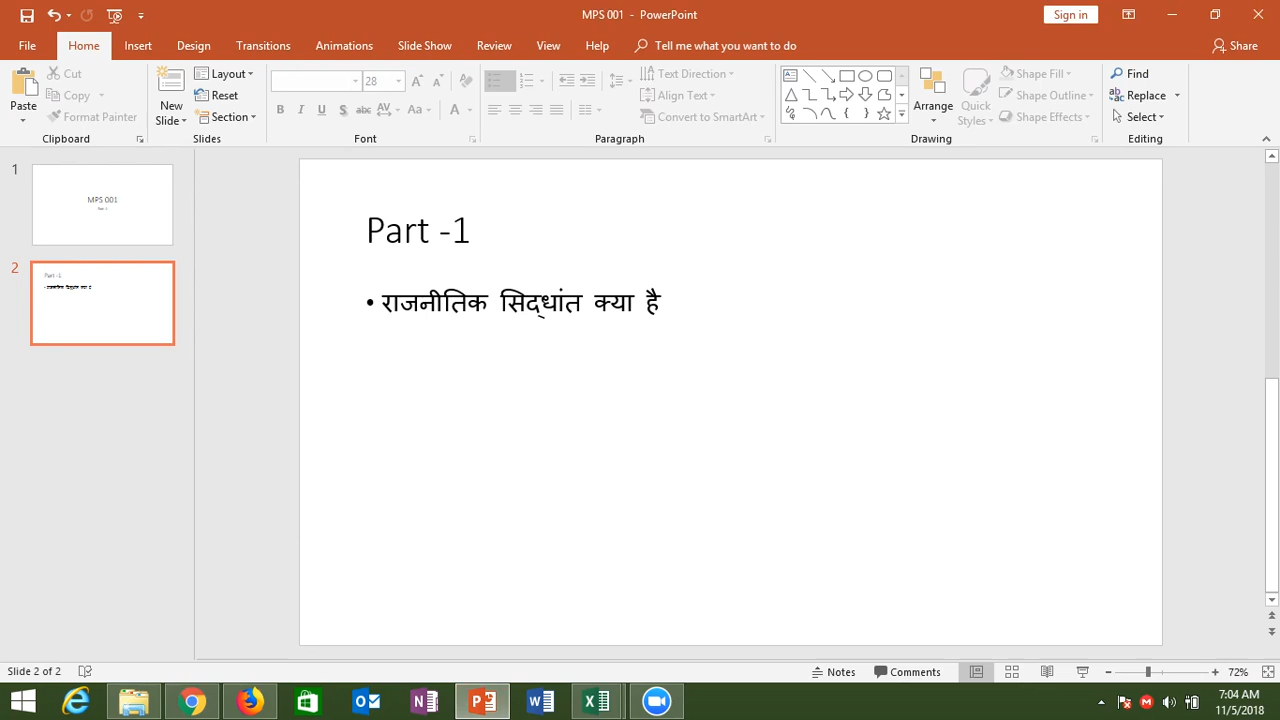 MPS 001 - PowerPoint
Sign in
File Home Insert Design Transitions Animations Slide Show Review View Help Tell me what you want to do Share
Paste
Cut
Copy
Format Painter
Clipboard
New Slide
Layout
Reset
Section
Slides
28
B I U S abc AV Aa A
Font
Text Direction
Align Text
Convert to SmartArt
Paragraph
Arrange
Quick Styles
Shape Fill
Shape Outline
Shape Effects
Drawing
Find
Replace
Select
Editing
1
MPS 001
2
Part -1
• राजनीतिक सिद्धांत क्या है
Part -1
• राजनीतिक सिद्धांत क्या है
Slide 2 of 2
Notes
Comments
72%
7:04 AM
11/5/2018